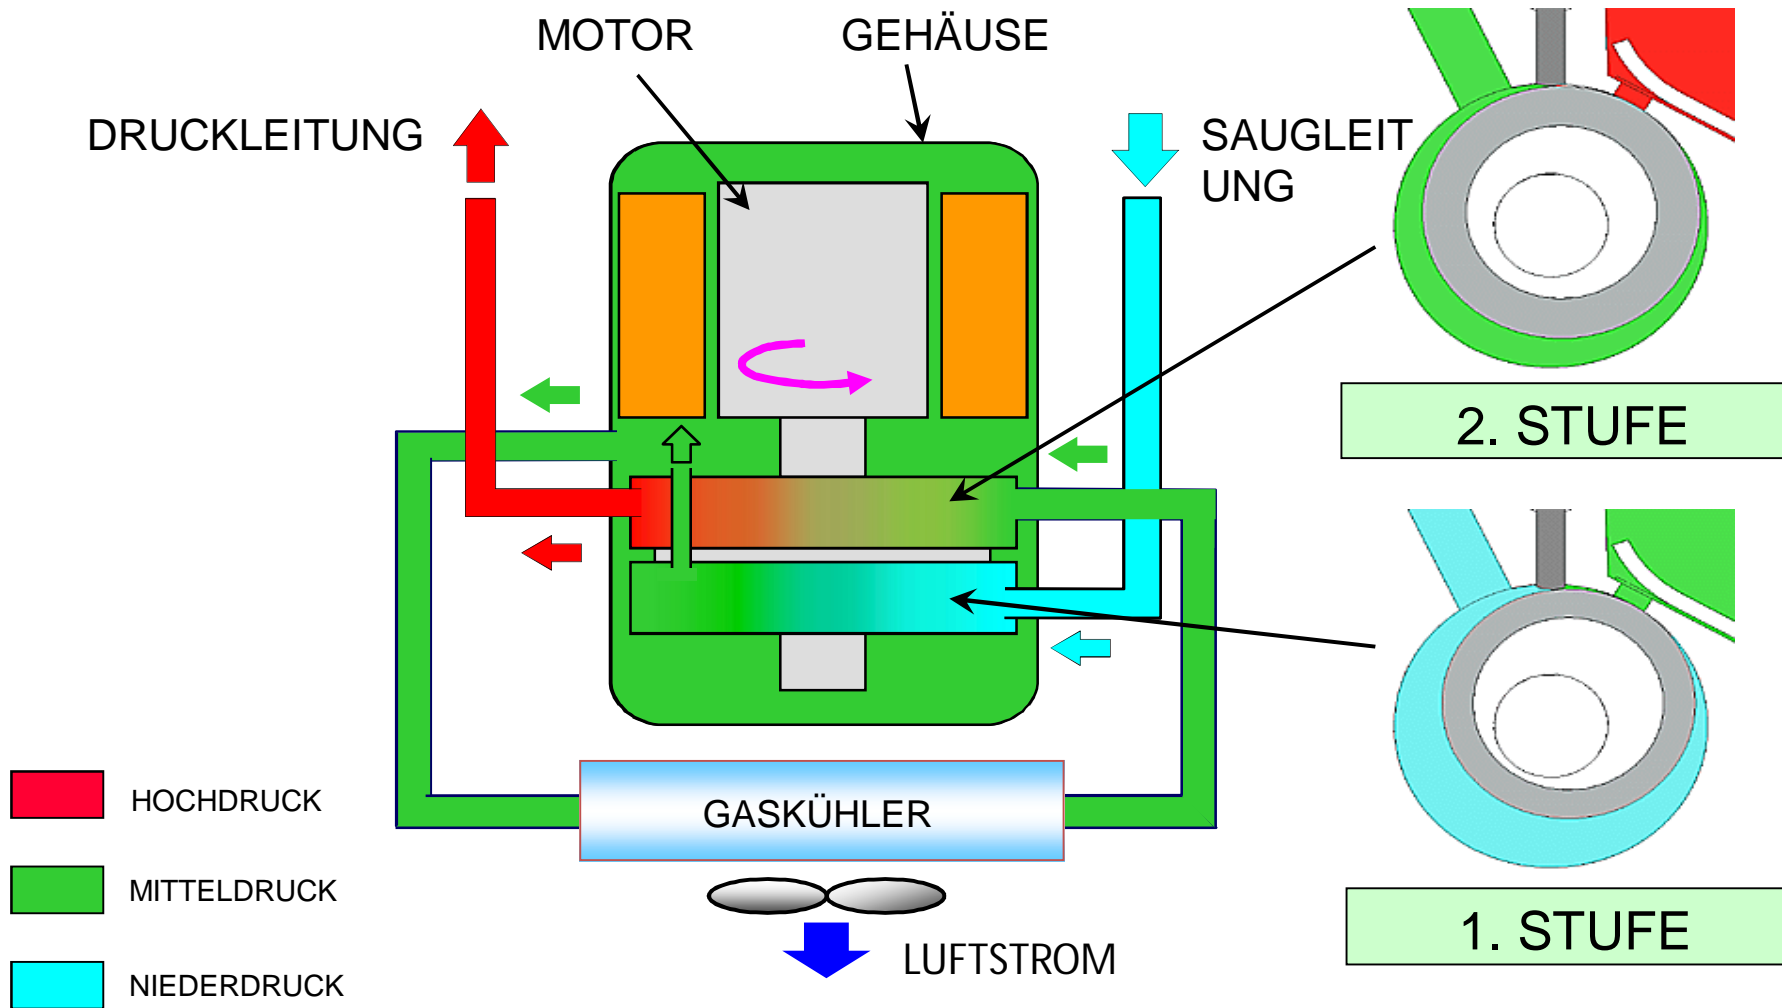 MOTOR
GEHÄUSE
DRUCKLEITUNG
SAUGLEIT
UNG
2. STUFE
HOCHDRUCK
GASKÜHLER
MITTELDRUCK
1. STUFE
LUFTSTROM
NIEDERDRUCK